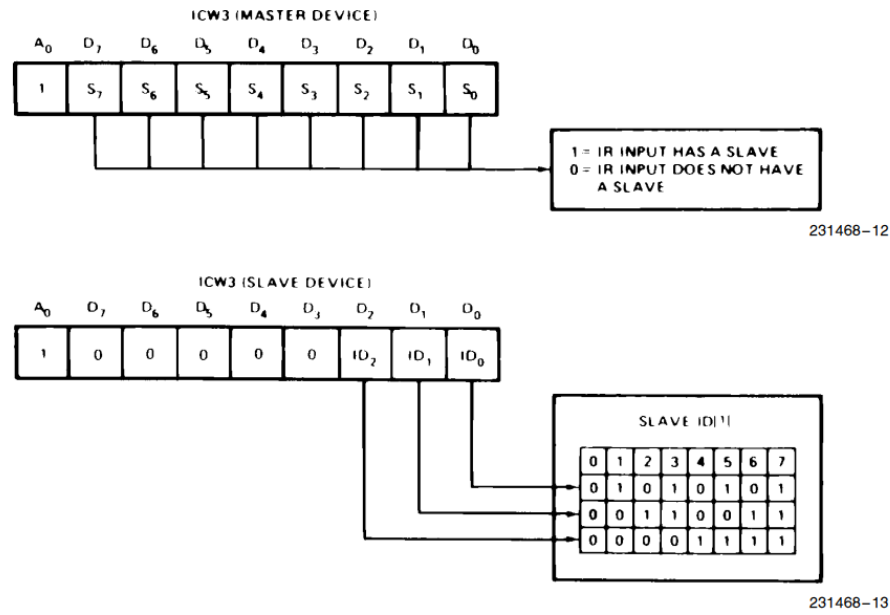 ICW3 (MASTER DEVICE)
A0 D7 D6 D5 D4 D3 D2 D1 D0
1 S7 S6 S5 S4 S3 S2 S1 S0
1 = IR INPUT HAS A SLAVE
0 = IR INPUT DOES NOT HAVE
A SLAVE
231468-12
ICW3 (SLAVE DEVICE)
A0 D7 D6 D5 D4 D3 D2 D1 D0
1 0 0 0 0 0 ID2 ID1 ID0
SLAVE ID[1]
0 1 2 3 4 5 6 7
0 1 0 1 0 1 0 1
0 0 1 1 0 0 1 1
0 0 0 0 1 1 1 1
231468-13